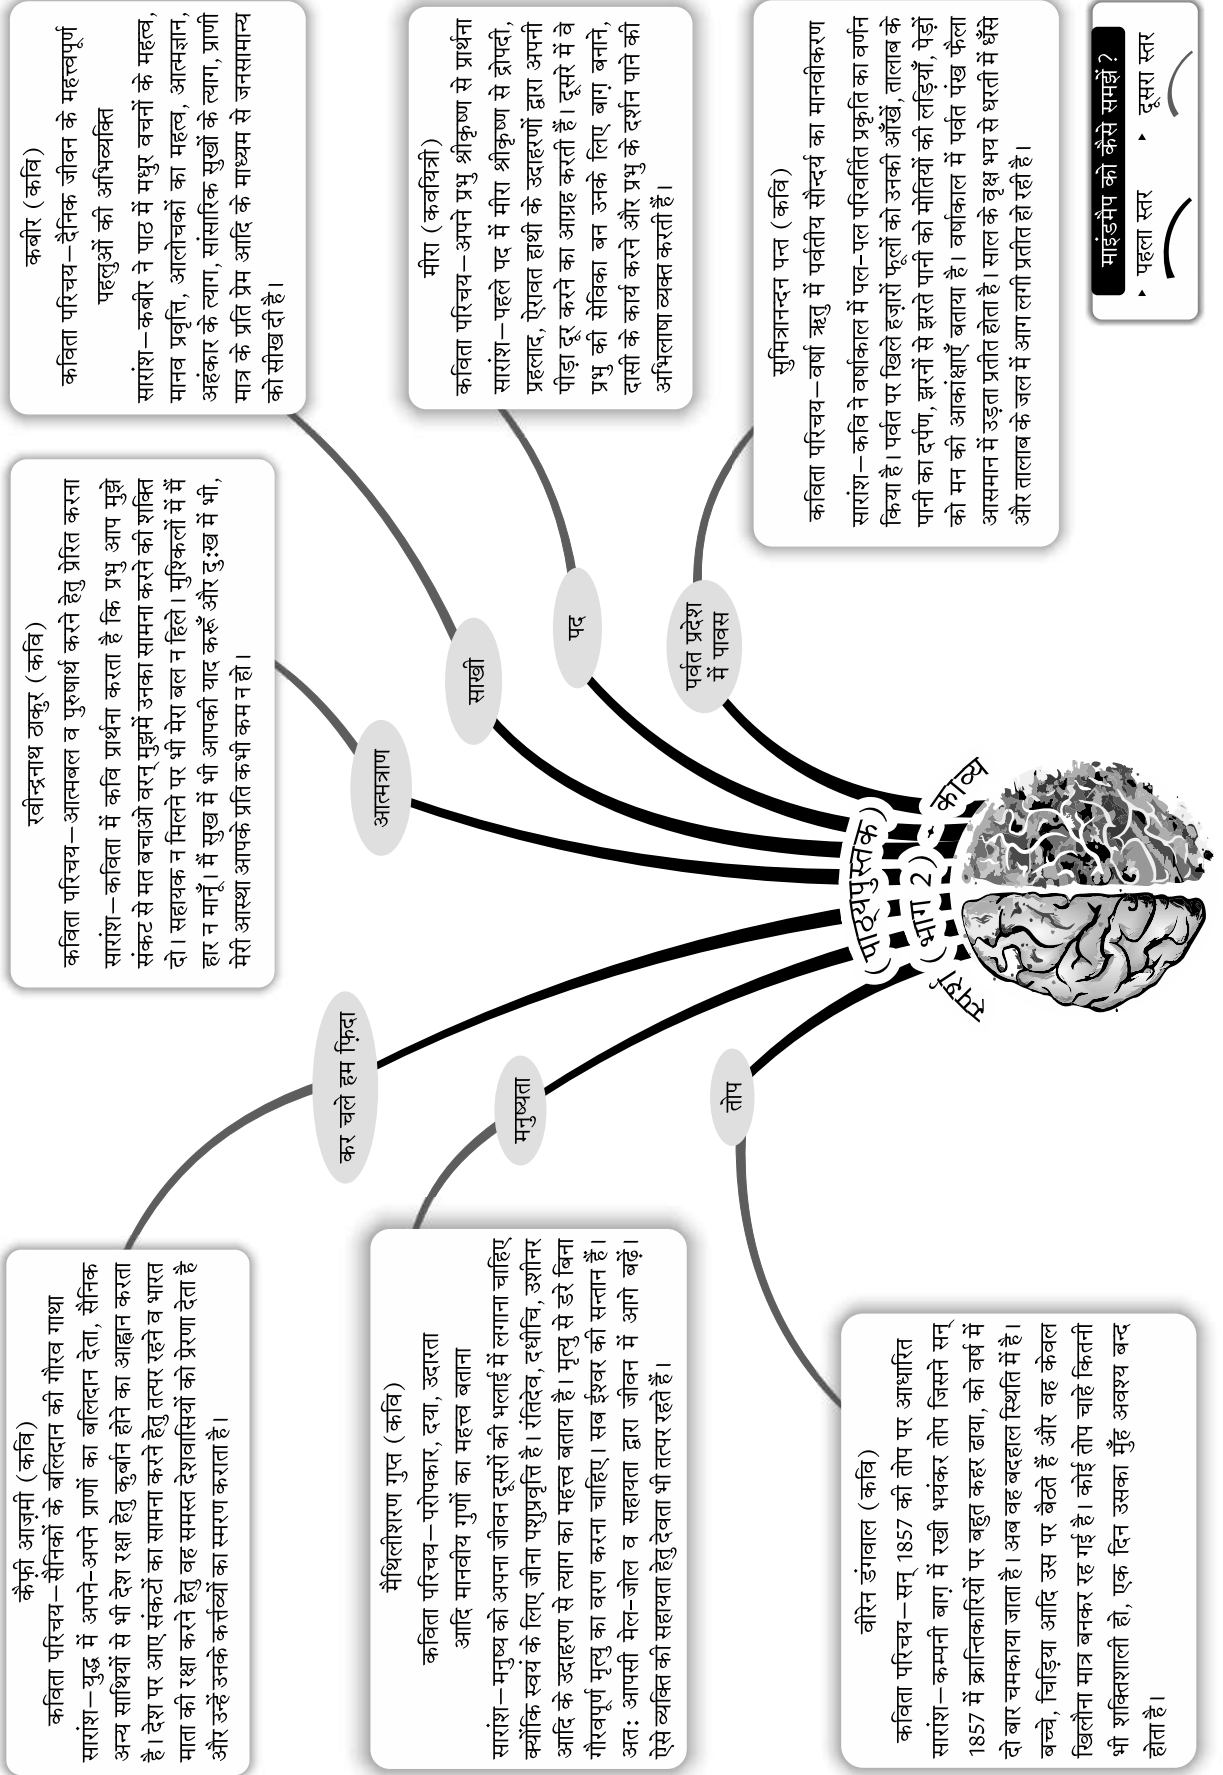 कैफ़ी आज़मी (कवि)
कविता परिचय—सैनिकों के बलिदान की गौरव गाथा
सारांश—युद्ध में अपने-अपने प्राणों का बलिदान देता, सैनिक
अन्य साथियों से भी देश रक्षा हेतु कुर्बान होने का आह्वान करता
है। देश पर आए संकटों का सामना करने हेतु तत्पर रहने व भारत
माता की रक्षा करने हेतु वह समस्त देशवासियों को प्रेरणा देता है
और उन्हें उनके कर्त्तव्यों का स्मरण कराता है।
कर चले हम फ़िदा
मैथिलीशरण गुप्त (कवि)
कविता परिचय—परोपकार, दया, उदारता
आदि मानवीय गुणों का महत्त्व बताना
सारांश—मनुष्य को अपना जीवन दूसरों की भलाई में लगाना चाहिए
क्योंकि स्वयं के लिए जीना पशुप्रवृत्ति है। रंतिदेव, दधीचि, उशीनर
आदि के उदाहरण से त्याग का महत्त्व बताया है। मृत्यु से डरे बिना
गौरवपूर्ण मृत्यु का वरण करना चाहिए। सब ईश्वर की सन्तान हैं।
अतः आपसी मेल-जोल व सहायता द्वारा जीवन में आगे बढ़ें।
ऐसे व्यक्ति की सहायता हेतु देवता भी तत्पर रहते हैं।
मनुष्यता
वीरेन डंगवाल (कवि)
कविता परिचय—सन् 1857 की तोप पर आधारित
सारांश—कम्पनी बाग़ में रखी भयंकर तोप जिसने सन्
1857 में क्रान्तिकारियों पर बहुत कहर ढाया, को वर्ष में
दो बार चमकाया जाता है। अब वह बदहाल स्थिति में है।
बच्चे, चिड़िया आदि उस पर बैठते हैं और वह केवल
खिलौना मात्र बनकर रह गई है। कोई तोप चाहे कितनी
भी शक्तिशाली हो, एक दिन उसका मुँह अवश्य बन्द
होता है।
तोप
रवीन्द्रनाथ ठाकुर (कवि)
कविता परिचय—आत्मबल व पुरुषार्थ करने हेतु प्रेरित करना
सारांश—कविता में कवि प्रार्थना करता है कि प्रभु आप मुझे
संकट से मत बचाओ वरन् मुझमें उनका सामना करने की शक्ति
दो। सहायक न मिलने पर भी मेरा बल न हिले। मुश्किलों में मैं
हार न मानूँ। मैं सुख में भी आपकी याद करूँ और दुःख में भी,
मेरी आस्था आपके प्रति कभी कम न हो।
आत्मत्राण
कबीर (कवि)
कविता परिचय—दैनिक जीवन के महत्त्वपूर्ण
पहलुओं की अभिव्यक्ति
सारांश—कबीर ने पाठ में मधुर वचनों के महत्व,
मानव प्रवृत्ति, आलोचकों का महत्व, आत्मज्ञान,
अहंकार के त्याग, सांसारिक सुखों के त्याग, प्राणी
मात्र के प्रति प्रेम आदि के माध्यम से जनसामान्य
को सीख दी है।
साखी
मीरा (कवयित्री)
कविता परिचय—अपने प्रभु श्रीकृष्ण से प्रार्थना
सारांश—पहले पद में मीरा श्रीकृष्ण से द्रोपदी,
प्रहलाद, ऐरावत हाथी के उदाहरणों द्वारा अपनी
पीड़ा दूर करने का आग्रह करती हैं। दूसरे में वे
प्रभु की सेविका बन उनके लिए बाग़ बनाने,
दासी के कार्य करने और प्रभु के दर्शन पाने की
अभिलाषा व्यक्त करती हैं।
पद
सुमित्रानन्दन पन्त (कवि)
कविता परिचय—वर्षा ऋतु में पर्वतीय सौन्दर्य का मानवीकरण
सारांश—कवि ने वर्षाकाल में पल-पल परिवर्तित प्रकृति का वर्णन
किया है। पर्वत पर खिले हज़ारों फूलों को उनकी आँखें, तालाब के
पानी का दर्पण, झरनों से झरते पानी को मोतियों की लड़ियाँ, पेड़ों
को मन की आकांक्षाएँ बताया है। वर्षाकाल में पर्वत पंख फैला
आसमान में उड़ता प्रतीत होता है। साल के वृक्ष भय से धरती में धँसे
और तालाब के जल में आग लगी प्रतीत हो रही है।
पर्वत प्रदेश
में पावस
स्पर्श (भाग 2) - काव्य
(पाठ्यपुस्तक)
माइंडमैप को कैसे समझें?
पहला स्तर
दूसरा स्तर